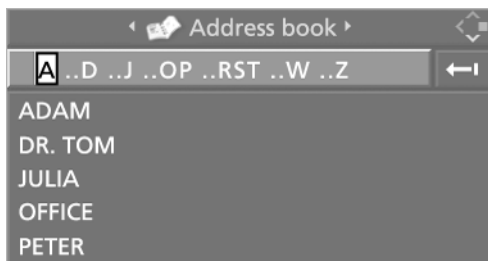 Address book
A ..D ..J ..OP ..RST ..W ..Z
ADAM
DR. TOM
JULIA
OFFICE
PETER